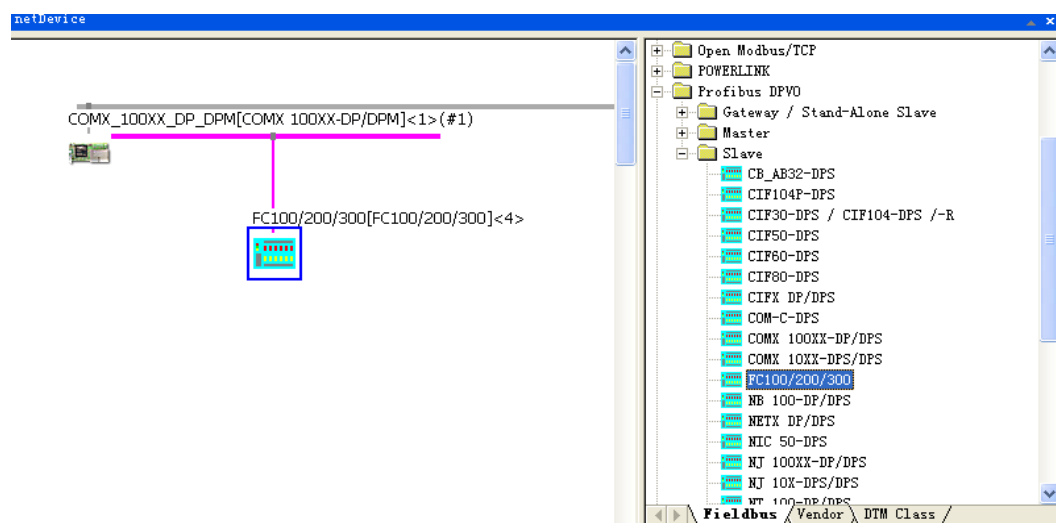 netDevice
COMX_100XX_DP_DPM[COMX 100XX-DP/DPM]<1>(#1)
FC100/200/300[FC100/200/300]<4>
Open Modbus/TCP
POWERLINK
Profibus DPV0
Gateway / Stand-Alone Slave
Master
Slave
CB_AB32-DPS
CIF104P-DPS
CIF30-DPS / CIF104-DPS /-R
CIF50-DPS
CIF60-DPS
CIF80-DPS
CIFX DP/DPS
COM-C-DPS
COMX 100XX-DP/DPS
COMX 10XX-DPS/DPS
FC100/200/300
NB 100-DP/DPS
NETX DP/DPS
NIC 50-DPS
NJ 100XX-DP/DPS
NJ 10X-DPS/DPS
NT 100-DP/DPS
Fieldbus / Vendor \ DTM Class /